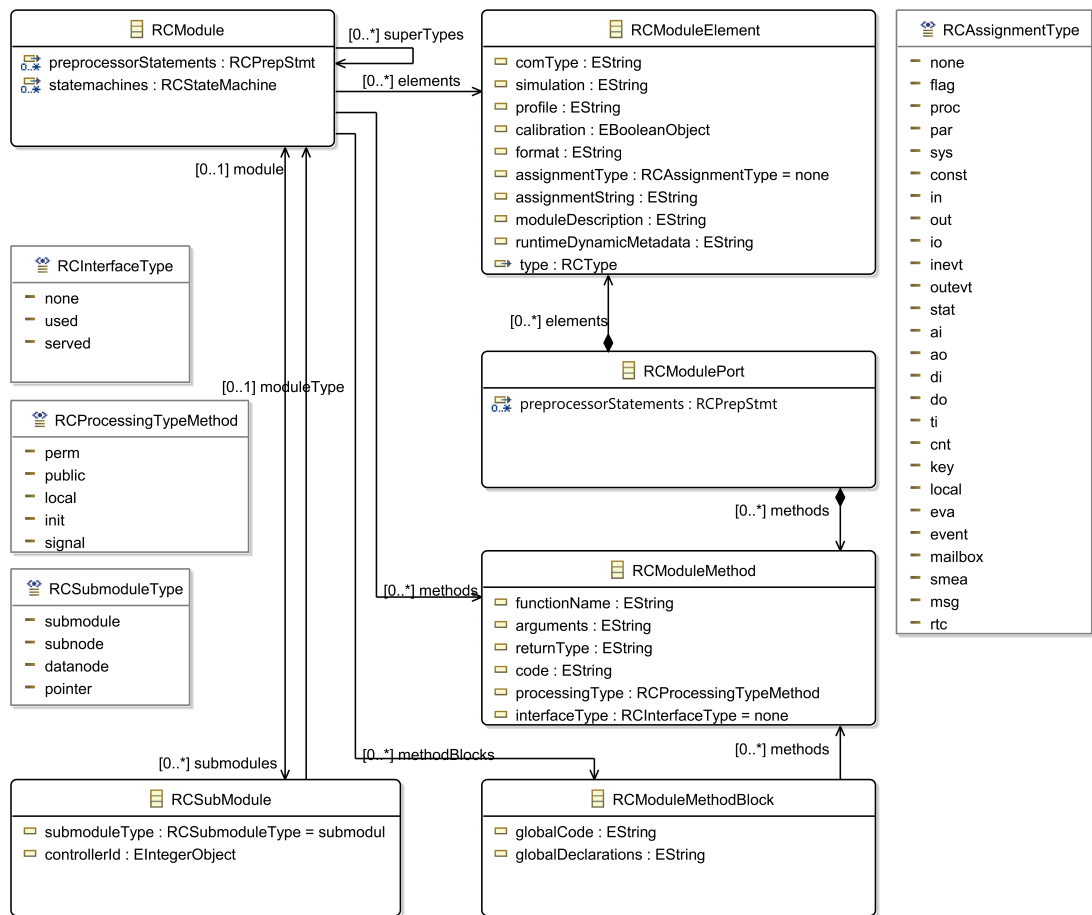 RCModule
0..* preprocessorStatements : RCPrepStmt
0..* statemachines : RCStateMachine
[0..*] superTypes
[0..*] elements
RCModuleElement
comType : EString
simulation : EString
profile : EString
calibration : EBooleanObject
format : EString
assignmentType : RCAssignmentType = none
assignmentString : EString
moduleDescription : EString
runtimeDynamicMetadata : EString
type : RCType
RCAssignmentType
none
flag
proc
par
sys
const
in
out
io
inevt
outevt
stat
ai
ao
di
do
ti
cnt
key
local
eva
event
mailbox
smea
msg
rtc
[0..1] module
RCInterfaceType
none
used
served
[0..*] elements
RCModulePort
0..* preprocessorStatements : RCPrepStmt
[0..1] moduleType
RCProcessingTypeMethod
perm
public
local
init
signal
[0..*] methods
RCModuleMethod
functionName : EString
arguments : EString
returnType : EString
code : EString
processingType : RCProcessingTypeMethod
interfaceType : RCInterfaceType = none
[0..*] methods
RCSubmoduleType
submodule
subnode
datanode
pointer
[0..*] submodules
[0..*] methodBlocks
[0..*] methods
RCSubModule
submoduleType : RCSubmoduleType = submodul
controllerId : EIntegerObject
RCModuleMethodBlock
globalCode : EString
globalDeclarations : EString